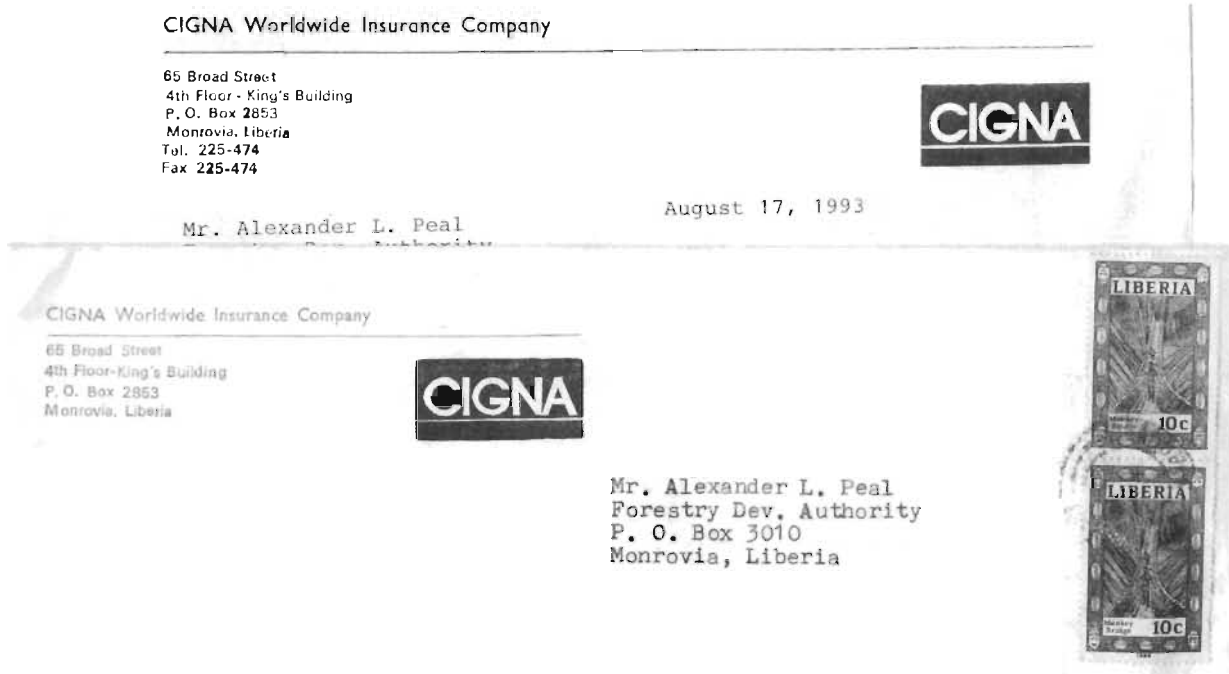 CIGNA Worldwide Insurance Company
65 Broad Street
4th Floor - King's Building
P. O. Box 2853
Monrovia, Liberia
Tel. 225-474
Fax 225-474
CIGNA
August 17, 1993
Mr. Alexander L. Peal
Authority
CIGNA Worldwide Insurance Company
65 Broad Street
4th Floor-King's Building
P. O. Box 2853
Monrovia, Liberia
CIGNA
Mr. Alexander L. Peal
Forestry Dev. Authority
P. O. Box 3010
Monrovia, Liberia
LIBERIA
Monkey
Bridge
10c
LIBERIA
Monkey
Bridge
10c